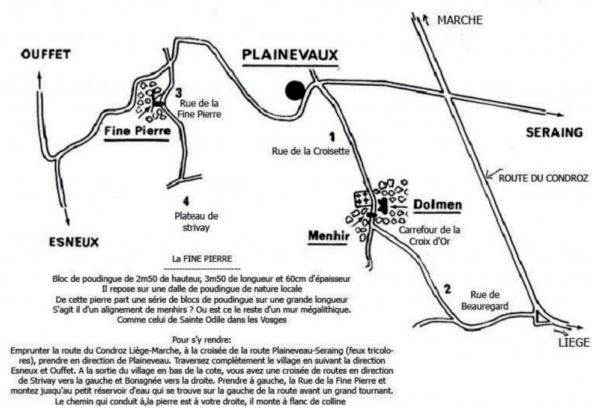 MARCHE
OUFFET
PLAINEVAUX
3
Rue de la
Fine Pierre
Fine Pierre
SERAING
1
Rue de la Croisette
ROUTE DU CONDROZ
4
Plateau de
strivay
Dolmen
Menhir
Carrefour de la
Croix d'Or
ESNEUX
2
Rue de
Beauregard
LIEGE
La FINE PIERRE
Bloc de poudingue de 2m50 de hauteur, 3m50 de longueur et 60cm d'épaisseur
Il repose sur une dalle de poudingue de nature locale
De cette pierre part une série de blocs de poudingue sur une grande longueur
S'agit il d'un alignement de menhirs ? Ou est ce le reste d'un mur mégalithique.
Comme celui de Sainte Odile dans les Vosges
Pour s'y rendre:
Emprunter la route du Condroz Liège-Marche, à la croisée de la route Plaineveau-Seraing (feux tricolo-
res), prendre en direction de Plaineveau. Traversez complètement le village en suivant la direction
Esneux et Ouffet. A la sortie du village en bas de la cote, vous avez une croisée de routes en direction
de Strivay vers la gauche et Bonsgnée vers la droite. Prendre à gauche, la Rue de la Fine Pierre et
montez jusqu'au petit réservoir d'eau qui se trouve sur la gauche de la route avant un grand tournant.
Le chemin qui conduit à,la pierre est à votre droite, il monte à flanc de colline